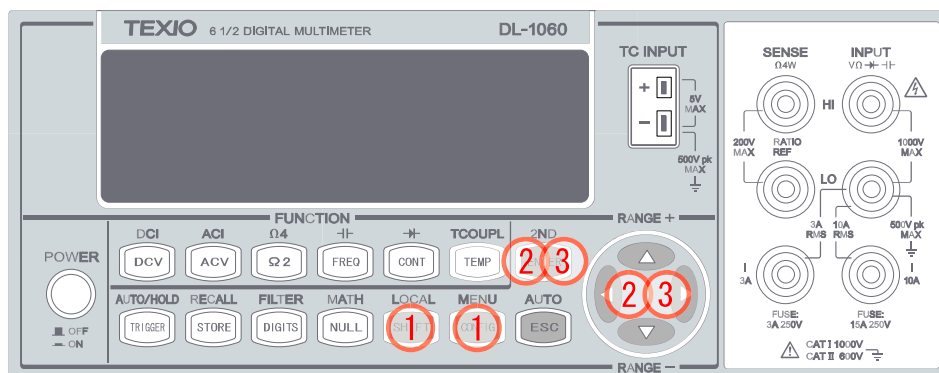 TEXIO 6 1/2 DIGITAL MULTIMETER DL-1060
TC INPUT
+
5V
MAX
−
500V pk
MAX
SENSE
Ω4W
INPUT
VΩ
HI
200V
MAX
RATIO
REF
1000V
MAX
LO
3A
RMS
10A
RMS
500V pk
MAX
I
3A
I
10A
FUSE:
3A 250V
FUSE:
15A 250V
CAT I 1000V
CAT II 600V
FUNCTION
DCI ACI Ω4 TCOUPL 2ND
DCV ACV Ω2 FREQ CONT TEMP 2 3
POWER
OFF
ON
AUTO/HOLD RECALL FILTER MATH LOCAL MENU AUTO
TRIGGER STORE DIGITS NULL SHIFT 1 CONFIG 1 ESC
RANGE +
2 3
RANGE −